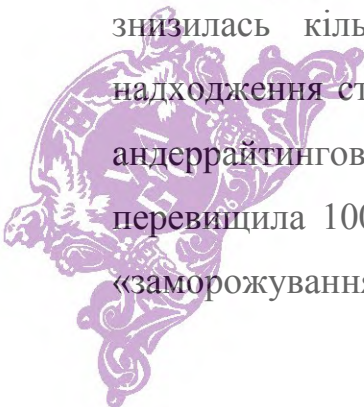 знизилась кіль
надходження ст
андеррайтингов
перевищила 100
«заморожування